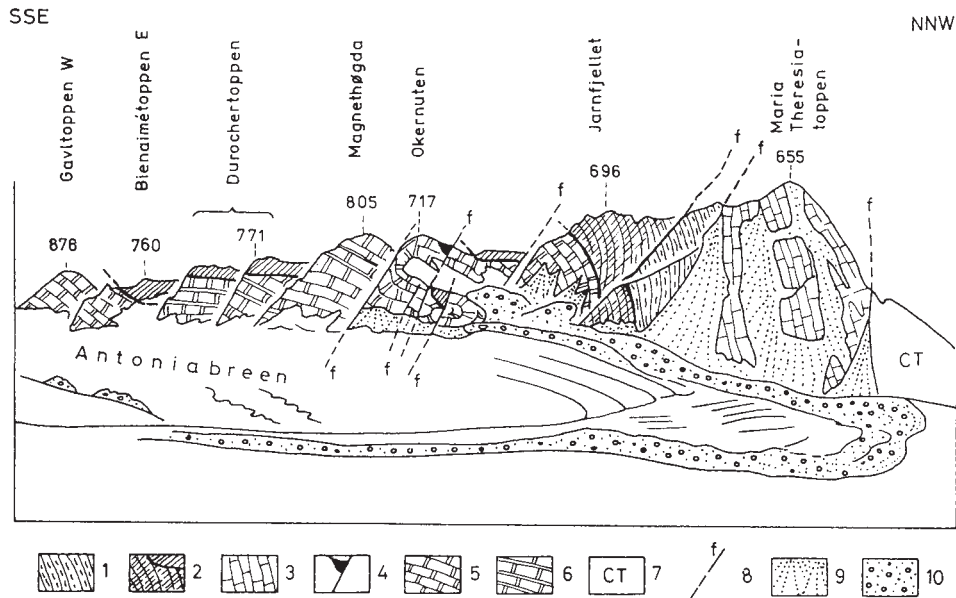 SSE
NNW
Gavltoppen W
Bienaimétoppen E
Durochertoppen
Magnethøgda
Okernuten
Jarnfjellet
Maria
Theresia-
toppen
878
760
771
805
717
f
f
696
f
f
655
f
Antoniabreen
f
f
f
CT
1
2
3
4
5
6
CT
7
f
8
9
10